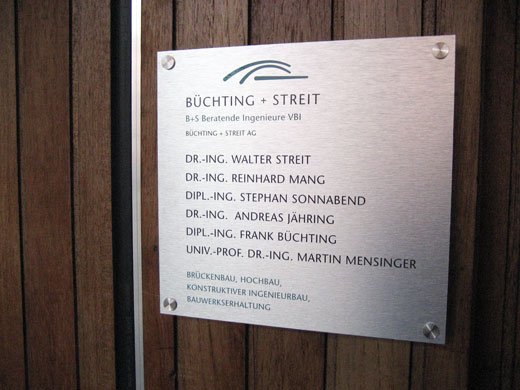 BÜCHTING + STREIT
B+S Beratende Ingenieure VBI
BÜCHTING + STREIT AG
DR.-ING. WALTER STREIT
DR.-ING. REINHARD MANG
DIPL.-ING. STEPHAN SONNABEND
DR.-ING. ANDREAS JÄHRING
DIPL.-ING. FRANK BÜCHTING
UNIV.-PROF. DR.-ING. MARTIN MENSINGER
BRÜCKENBAU, HOCHBAU,
KONSTRUKTIVER INGENIEURBAU,
BAUWERKSERHALTUNG